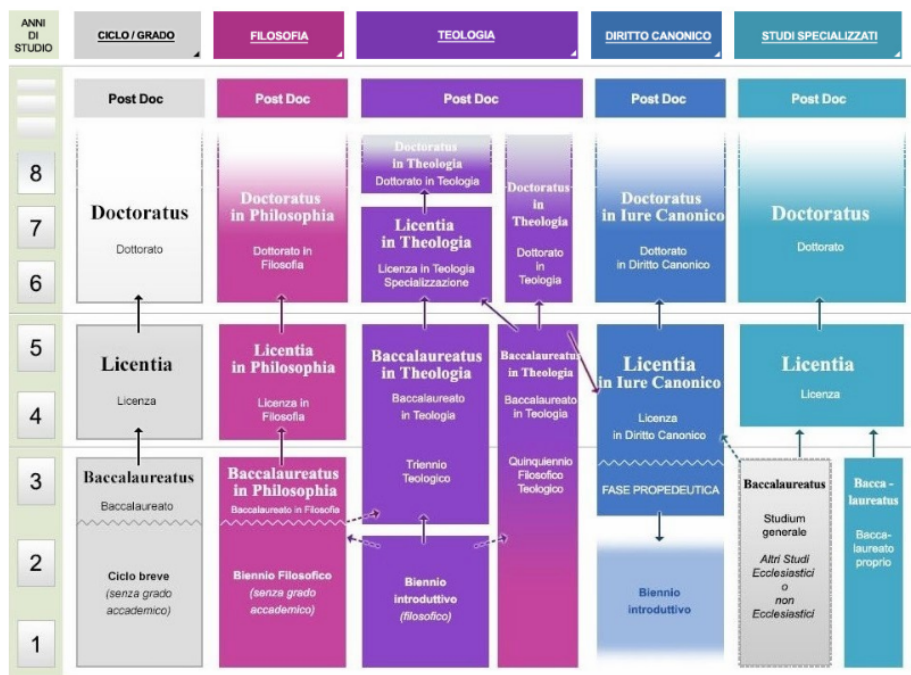 ANNI
DI
STUDIO
CICLO / GRADO
FILOSOFIA
TEOLOGIA
DIRITTO CANONICO
STUDI SPECIALIZZATI
Post Doc
Post Doc
Post Doc
Post Doc
Post Doc
8
7
6
5
4
3
2
1
Doctoratus
Dottorato
Licentia
Licenza
Baccalaureatus
Baccalaureato
Ciclo breve
(senza grado
accademico)
Doctoratus
in Philosophia
Dottorato in
Filosofia
Licentia
in Philosophia
Licenza in
Filosofia
Baccalaureatus
in Philosophia
Baccalaureato in Filosofia
Biennio Filosofico
(senza grado
accademico)
Doctoratus
in Theologia
Dottorato in Teologia
Licentia
in Theologia
Licenza in Teologia
Specializzazione
Baccalaureatus
in Theologia
Baccalaureato
in Teologia
Triennio
Teologico
Biennio
introduttivo
(filosofico)
Doctoratus
in
Theologia
Dottorato
in
Teologia
Baccalaureatus
in Theologia
Baccalaureato
in Teologia
Quinquiennio
Filosofico
Teologico
Doctoratus
in Iure Canonico
Dottorato
in Diritto Canonico
Licentia
in Iure Canonico
Licenza
in Diritto Canonico
FASE PROPEDEUTICA
Biennio
introduttivo
Doctoratus
Dottorato
Licentia
Licenza
Baccalaureatus
Studium
generale
Altri Studi
Ecclesiastici
o
non
Ecclesiastici
Bacca-
laureatus
Bacca-
laureato
proprio